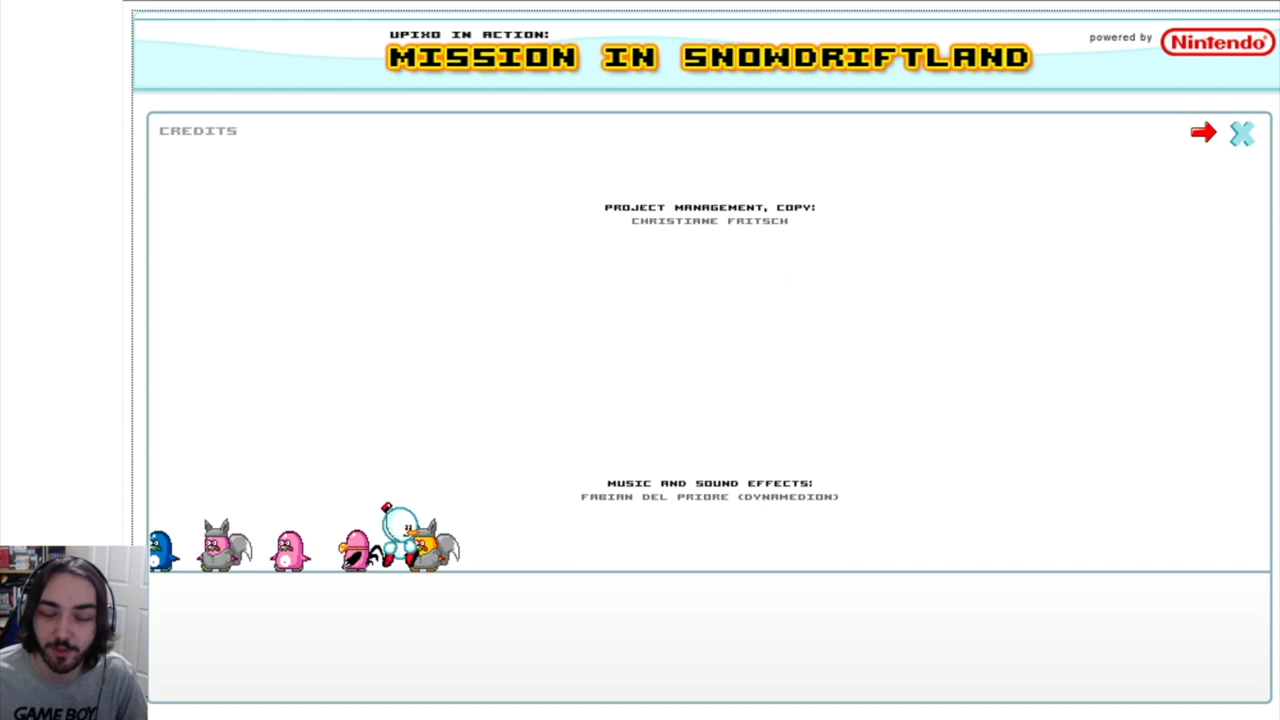 UPIXO IN ACTION:
MISSION IN SNOWDRIFTLAND
powered by
Nintendo®
CREDITS
PROJECT MANAGEMENT, COPY:
CHRISTIANE FRITSCH
MUSIC AND SOUND EFFECTS:
FABIAN DEL PRIORE (DYNAMEDION)
GAME BOY